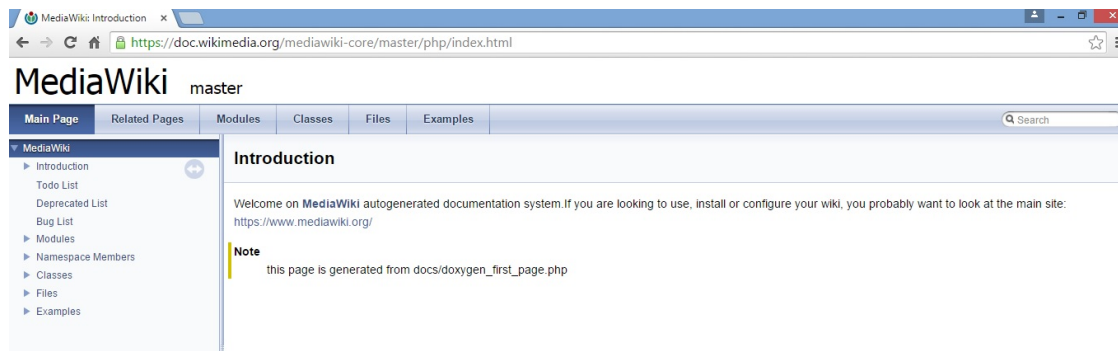 MediaWiki: Introduction
https://doc.wikimedia.org/mediawiki-core/master/php/index.html
MediaWiki master
Main Page Related Pages Modules Classes Files Examples Search
MediaWiki
Introduction
Todo List
Deprecated List
Bug List
Modules
Namespace Members
Classes
Files
Examples
Introduction
Welcome on MediaWiki autogenerated documentation system.If you are looking to use, install or configure your wiki, you probably want to look at the main site:
https://www.mediawiki.org/
Note
this page is generated from docs/doxygen_first_page.php